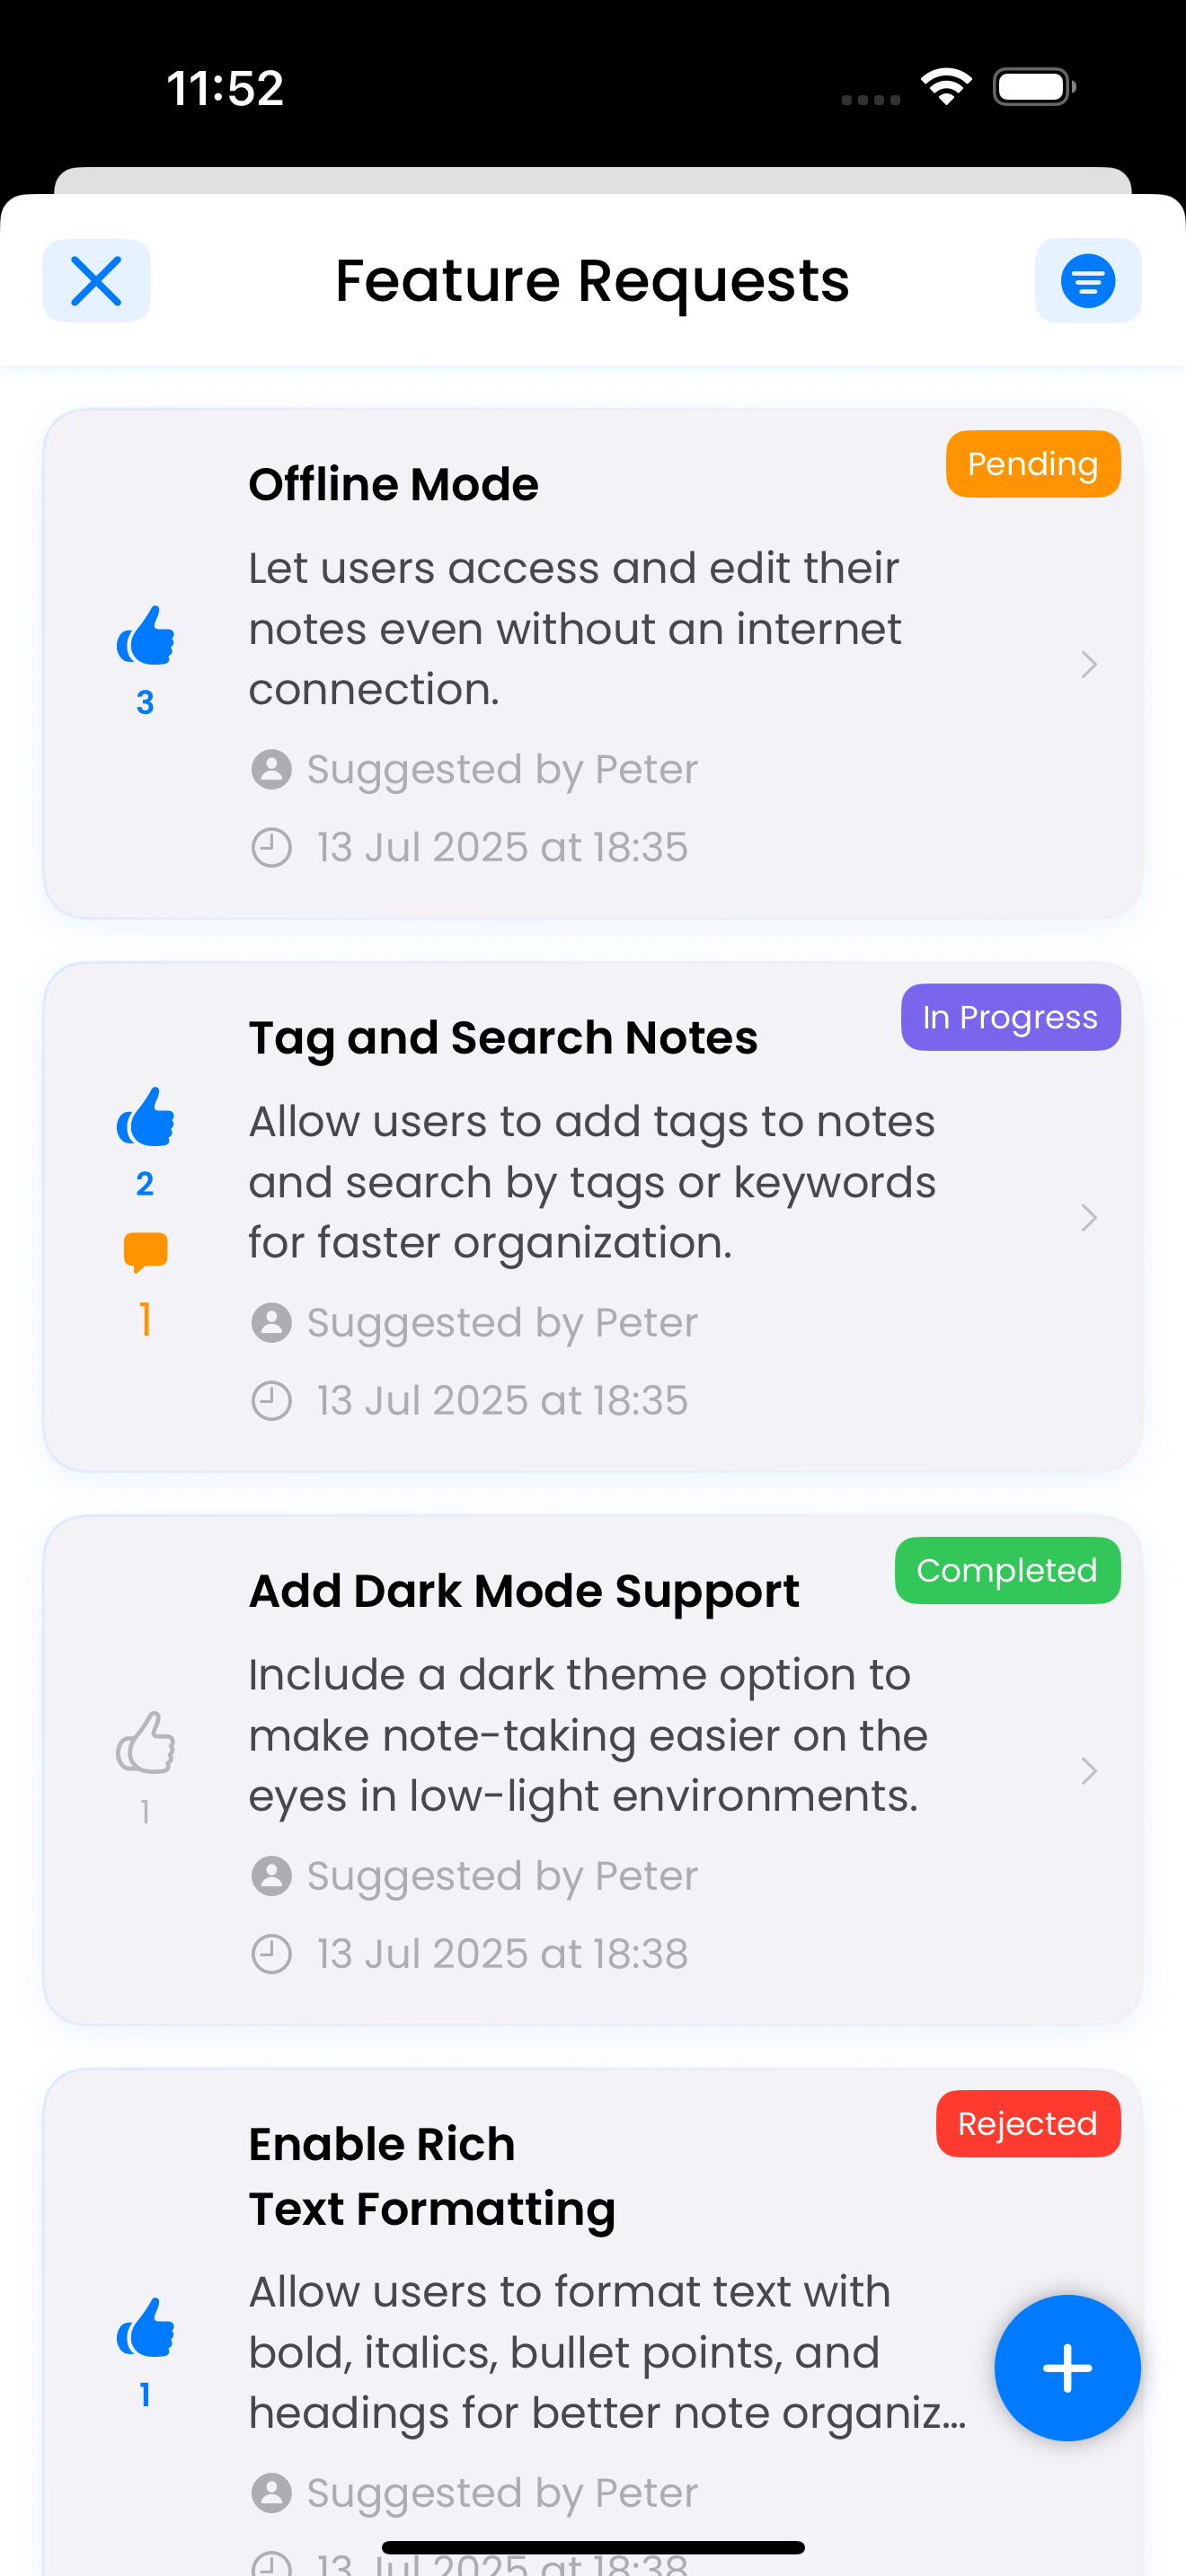 11:52
Feature Requests
Pending
Offline Mode
Let users access and edit their
notes even without an internet
connection.
3
Suggested by Peter
13 Jul 2025 at 18:35
In Progress
Tag and Search Notes
Allow users to add tags to notes
and search by tags or keywords
for faster organization.
2
1
Suggested by Peter
13 Jul 2025 at 18:35
Completed
Add Dark Mode Support
Include a dark theme option to
make note-taking easier on the
eyes in low-light environments.
1
Suggested by Peter
13 Jul 2025 at 18:38
Rejected
Enable Rich
Text Formatting
Allow users to format text with
bold, italics, bullet points, and
headings for better note organiz...
1
Suggested by Peter
13 Jul 2025 at 18:38